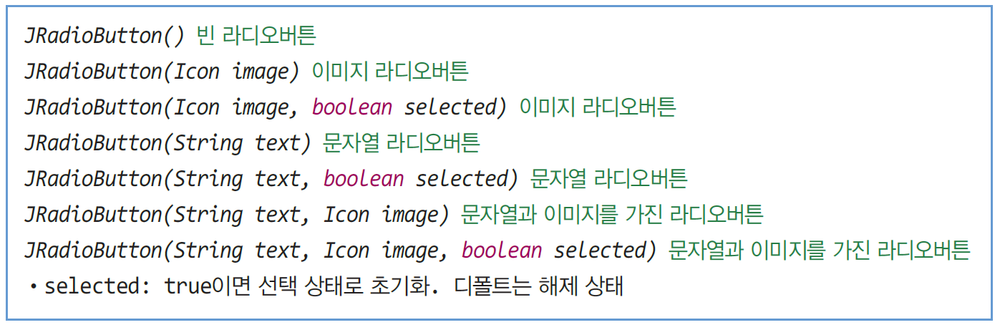 JRadioButton() 빈 라디오버튼
JRadioButton(Icon image) 이미지 라디오버튼
JRadioButton(Icon image, boolean selected) 이미지 라디오버튼
JRadioButton(String text) 문자열 라디오버튼
JRadioButton(String text, boolean selected) 문자열 라디오버튼
JRadioButton(String text, Icon image) 문자열과 이미지를 가진 라디오버튼
JRadioButton(String text, Icon image, boolean selected) 문자열과 이미지를 가진 라디오버튼
• selected: true이면 선택 상태로 초기화. 디폴트는 해제 상태